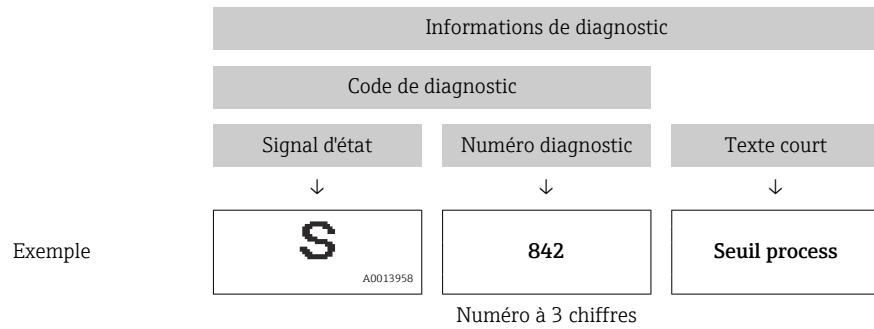 Informations de diagnostic
Code de diagnostic
Signal d'état Numéro diagnostic Texte court
↓ ↓ ↓
Exemple S 842 Seuil process
A0013958
Numéro à 3 chiffres